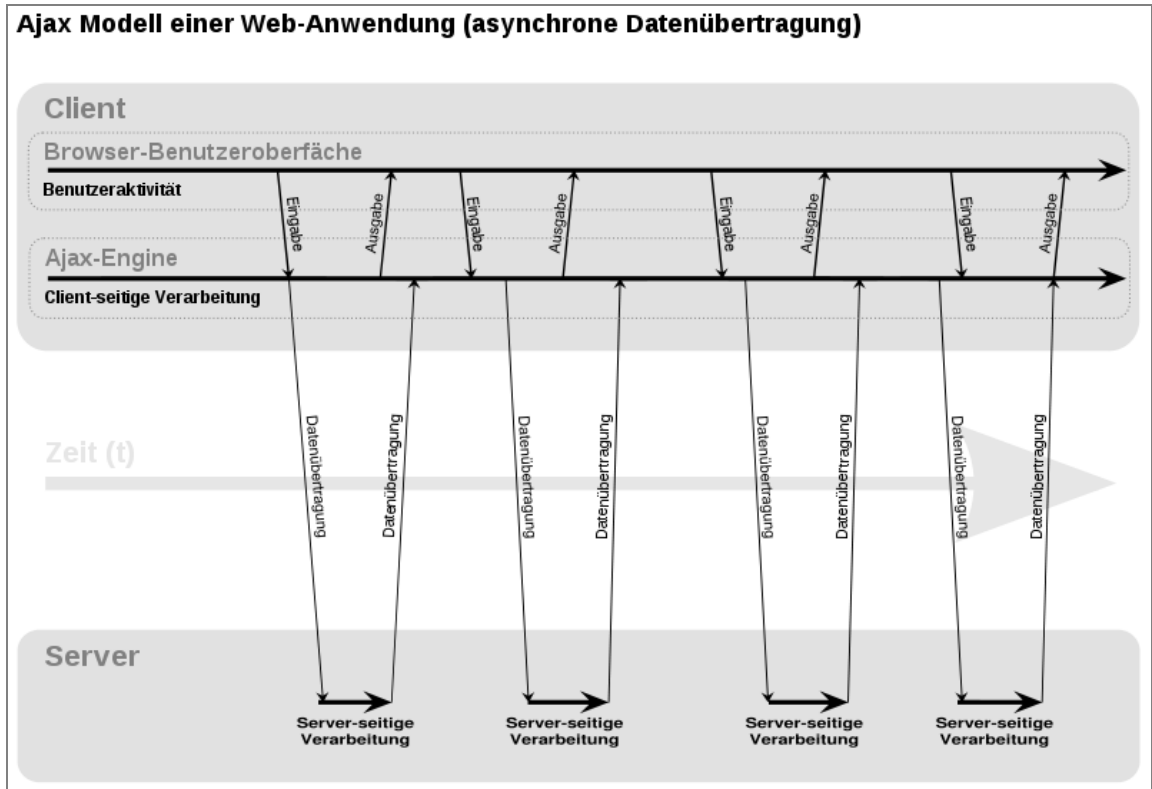 Ajax Modell einer Web-Anwendung (asynchrone Datenübertragung)
Client
Browser-Benutzeroberfäche
Benutzeraktivität
Eingabe
Ausgabe
Eingabe
Ausgabe
Eingabe
Ausgabe
Eingabe
Ausgabe
Ajax-Engine
Client-seitige Verarbeitung
Zeit (t)
Datenübertragung
Datenübertragung
Datenübertragung
Datenübertragung
Datenübertragung
Datenübertragung
Datenübertragung
Datenübertragung
Server
Server-seitige
Verarbeitung
Server-seitige
Verarbeitung
Server-seitige
Verarbeitung
Server-seitige
Verarbeitung